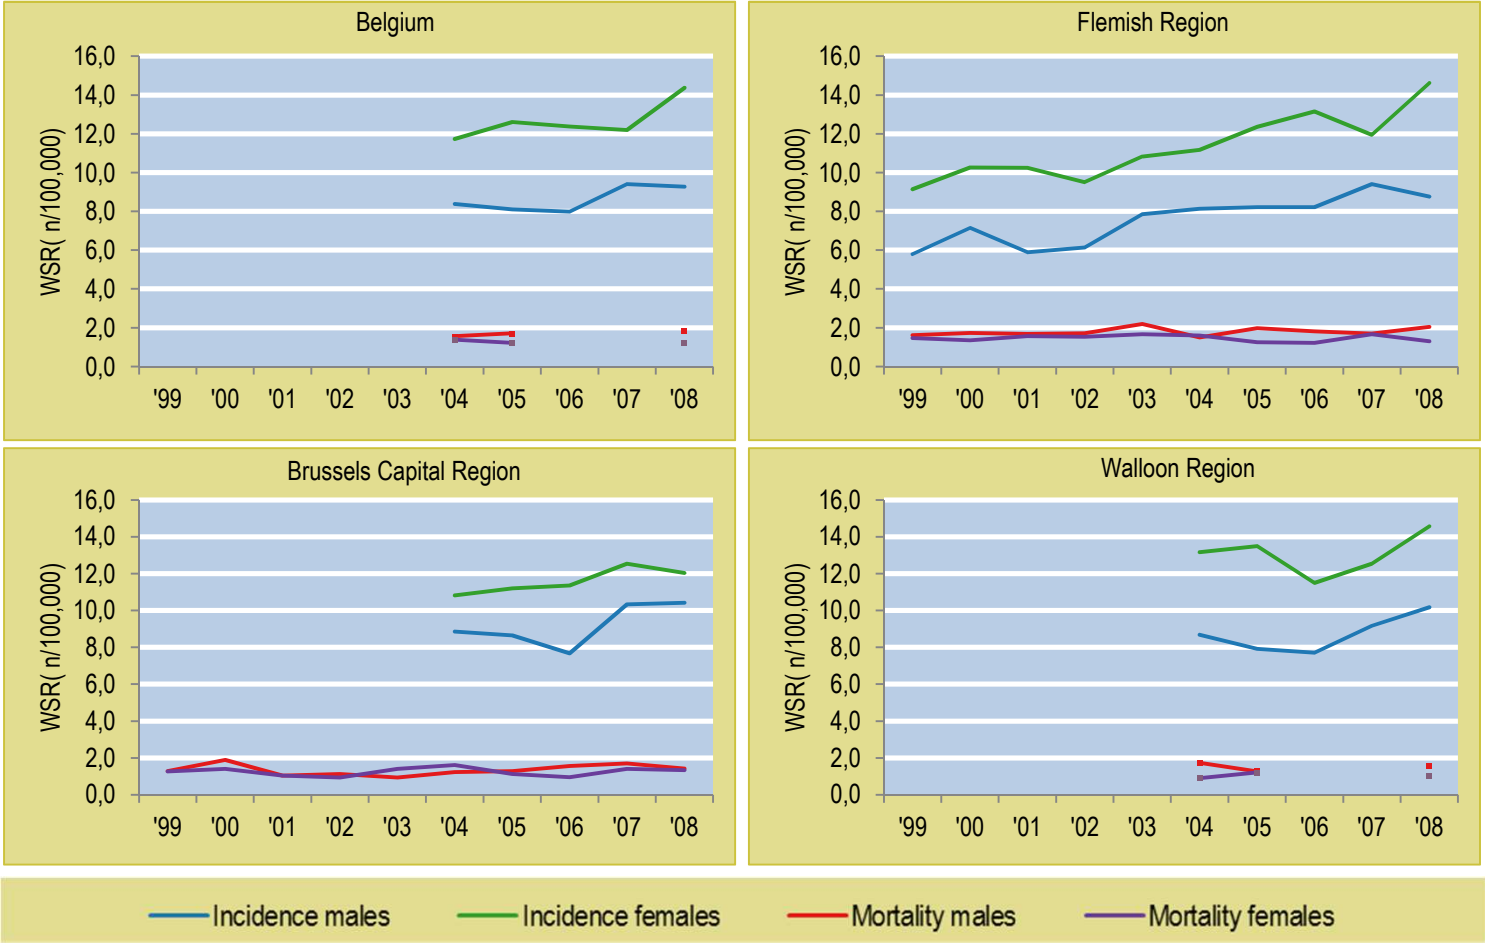 Belgium
16,0
14,0
12,0
10,0
8,0
6,0
4,0
2,0
0,0
WSR( n/100,000)
'99 '00 '01 '02 '03 '04 '05 '06 '07 '08
Flemish Region
16,0
14,0
12,0
10,0
8,0
6,0
4,0
2,0
0,0
WSR( n/100,000)
'99 '00 '01 '02 '03 '04 '05 '06 '07 '08
Brussels Capital Region
16,0
14,0
12,0
10,0
8,0
6,0
4,0
2,0
0,0
WSR( n/100,000)
'99 '00 '01 '02 '03 '04 '05 '06 '07 '08
Walloon Region
16,0
14,0
12,0
10,0
8,0
6,0
4,0
2,0
0,0
WSR( n/100,000)
'99 '00 '01 '02 '03 '04 '05 '06 '07 '08
Incidence males Incidence females Mortality males Mortality females